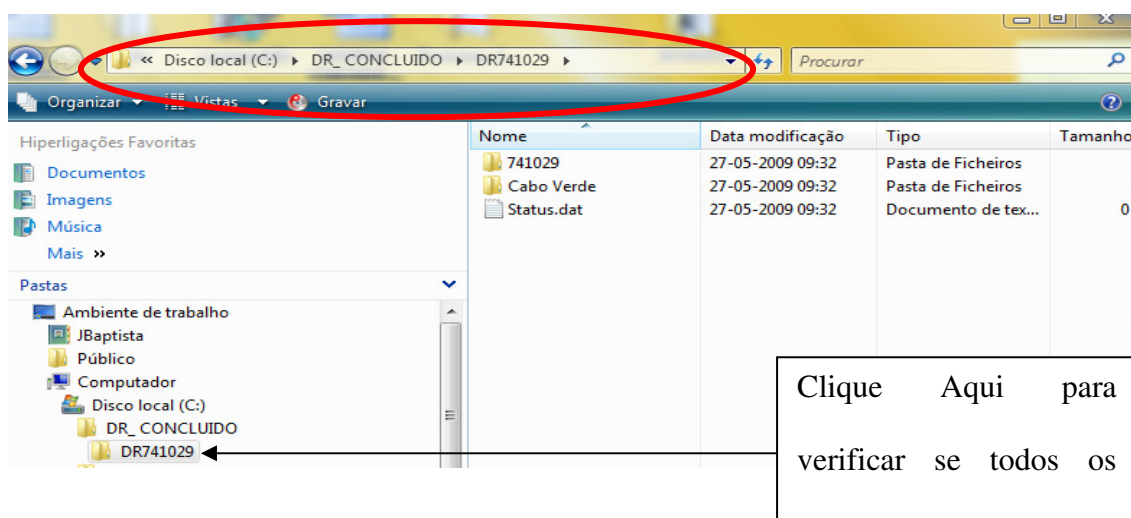 « Disco local (C:) ▸ DR_ CONCLUIDO ▸ DR741029 ▸ Procurar
Organizar Vistas Gravar
Hiperligações Favoritas
Documentos
Imagens
Música
Mais »
Pastas
Ambiente de trabalho
JBaptista
Público
Computador
Disco local (C:)
DR_ CONCLUIDO
DR741029
Nome Data modificação Tipo Tamanho
741029 27-05-2009 09:32 Pasta de Ficheiros
Cabo Verde 27-05-2009 09:32 Pasta de Ficheiros
Status.dat 27-05-2009 09:32 Documento de tex... 0
Clique Aqui para
verificar se todos os